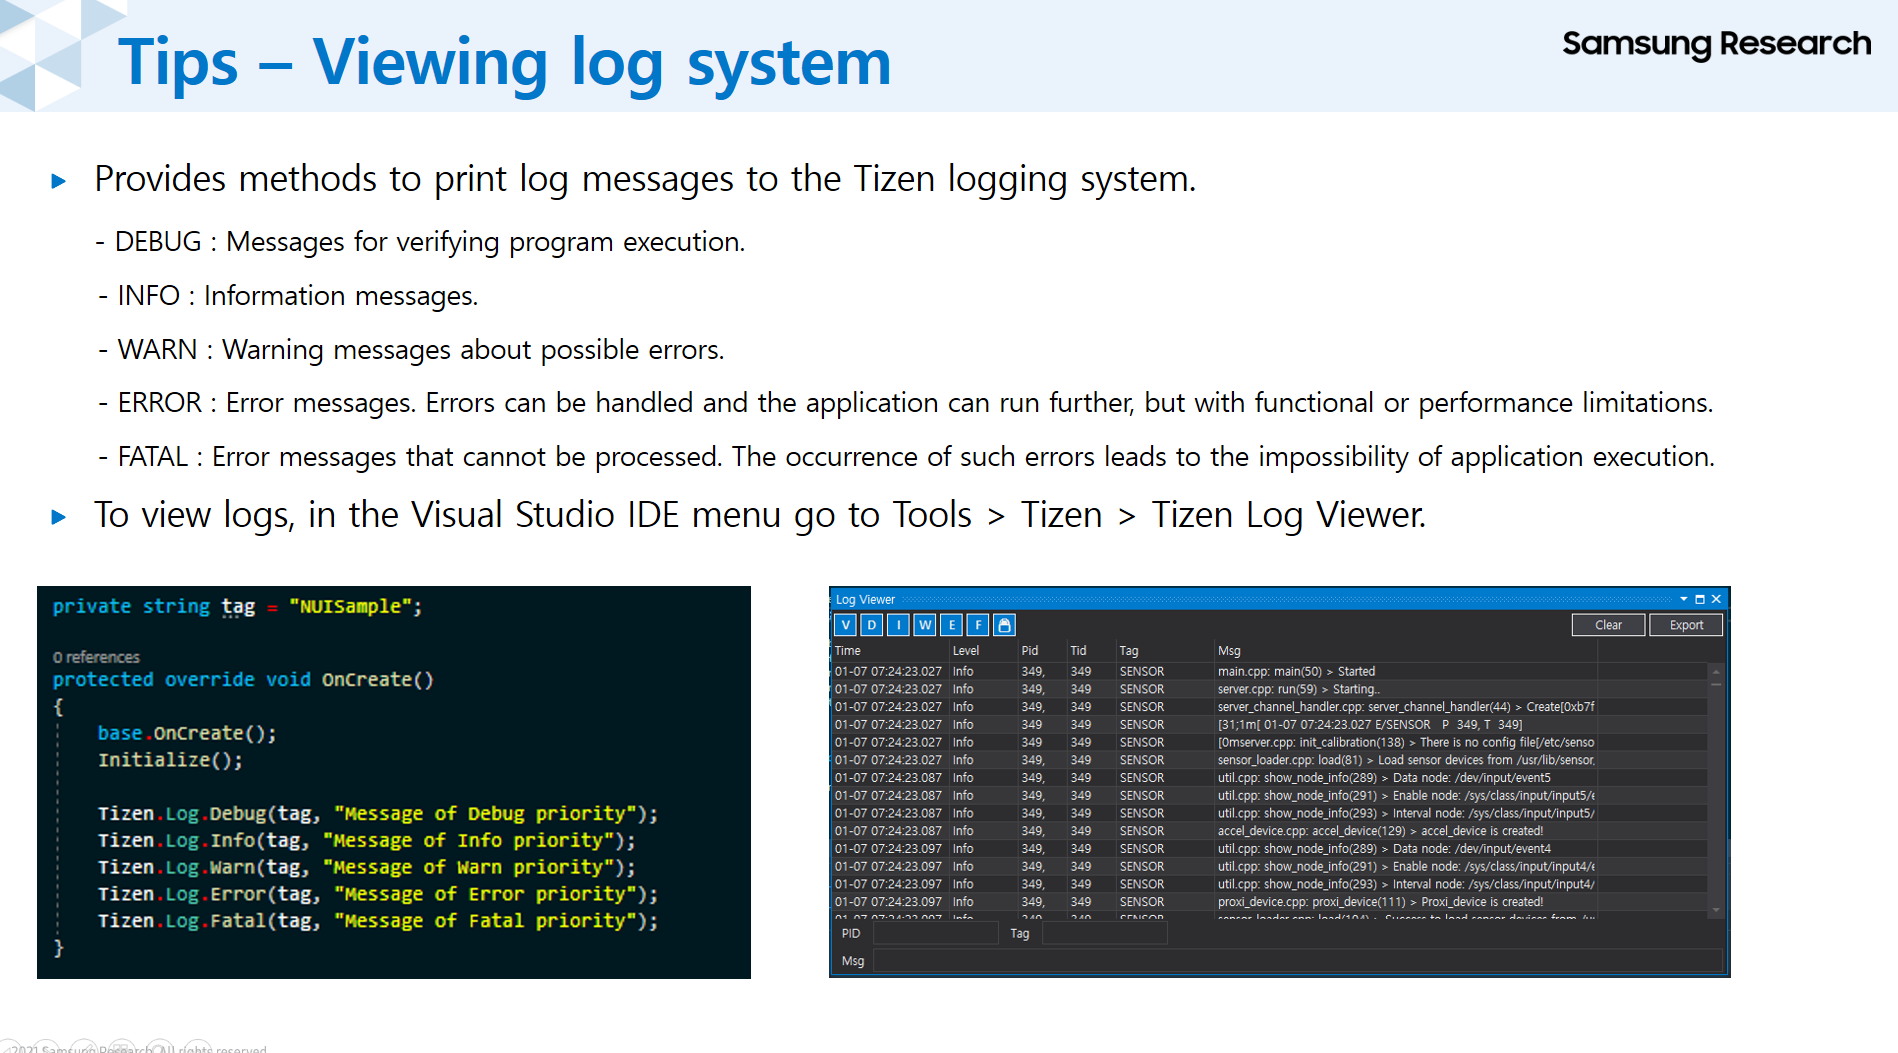 Tips – Viewing log system
Samsung Research
Provides methods to print log messages to the Tizen logging system.
- DEBUG : Messages for verifying program execution.
- INFO : Information messages.
- WARN : Warning messages about possible errors.
- ERROR : Error messages. Errors can be handled and the application can run further, but with functional or performance limitations.
- FATAL : Error messages that cannot be processed. The occurrence of such errors leads to the impossibility of application execution.
To view logs, in the Visual Studio IDE menu go to Tools > Tizen > Tizen Log Viewer.
private string tag = "NUISample";
0 references
protected override void OnCreate()
{
base.OnCreate();
Initialize();
Tizen.Log.Debug(tag, "Message of Debug priority");
Tizen.Log.Info(tag, "Message of Info priority");
Tizen.Log.Warn(tag, "Message of Warn priority");
Tizen.Log.Error(tag, "Message of Error priority");
Tizen.Log.Fatal(tag, "Message of Fatal priority");
}
Log Viewer
V D I W E F Clear Export
Time Level Pid Tid Tag Msg
01-07 07:24:23.027 Info 349, 349 SENSOR main.cpp: main(50) > Started
01-07 07:24:23.027 Info 349, 349 SENSOR server.cpp: run(59) > Starting..
01-07 07:24:23.027 Info 349, 349 SENSOR server_channel_handler.cpp: server_channel_handler(44) > Create[0xb7f
01-07 07:24:23.027 Info 349 349 SENSOR [31;1m[ 01-07 07:24:23.027 E/SENSOR P 349, T 349]
01-07 07:24:23.027 Info 349 349 SENSOR [0mserver.cpp: init_calibration(138) > There is no config file[/etc/senso
01-07 07:24:23.027 Info 349, 349 SENSOR sensor_loader.cpp: load(81) > Load sensor devices from /usr/lib/sensor,
01-07 07:24:23.087 Info 349, 349 SENSOR util.cpp: show_node_info(289) > Data node: /dev/input/event5
01-07 07:24:23.087 Info 349, 349 SENSOR util.cpp: show_node_info(291) > Enable node: /sys/class/input/input5/e
01-07 07:24:23.087 Info 349, 349 SENSOR util.cpp: show_node_info(293) > Interval node: /sys/class/input/input5/
01-07 07:24:23.087 Info 349, 349 SENSOR accel_device.cpp: accel_device(129) > accel_device is created!
01-07 07:24:23.097 Info 349, 349 SENSOR util.cpp: show_node_info(289) > Data node: /dev/input/event4
01-07 07:24:23.097 Info 349, 349 SENSOR util.cpp: show_node_info(291) > Enable node: /sys/class/input/input4/e
01-07 07:24:23.097 Info 349, 349 SENSOR util.cpp: show_node_info(293) > Interval node: /sys/class/input/input4/
01-07 07:24:23.097 Info 349, 349 SENSOR proxi_device.cpp: proxi_device(111) > Proxi_device is created!
01-07 07:24:23.097 Info 349, 349 SENSOR sensor_loader.cpp: load(104) > Success to load sensor devices from
PID Tag
Msg
2021 Samsung Research. All rights reserved